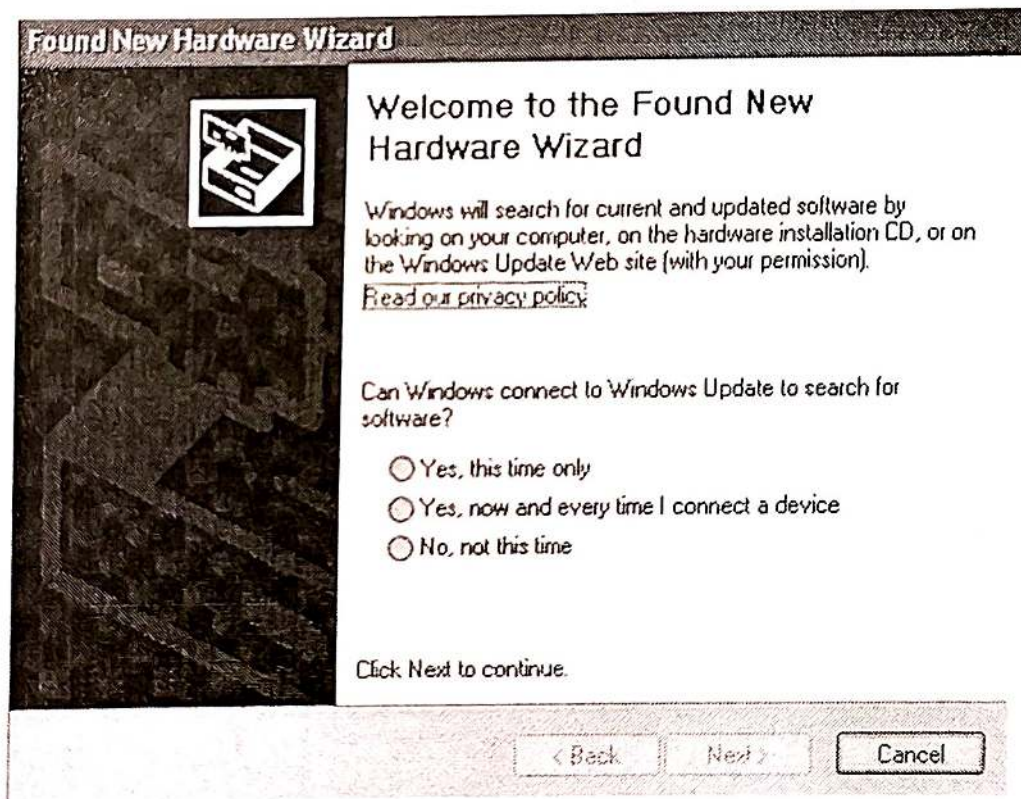 Found New Hardware Wizard
Welcome to the Found New
Hardware Wizard
Windows will search for current and updated software by
looking on your computer, on the hardware installation CD, or on
the Windows Update Web site (with your permission).
Read our privacy policy
Can Windows connect to Windows Update to search for
software?
Yes, this time only
Yes, now and every time I connect a device
No, not this time
Click Next to continue.
< Back
Next >
Cancel